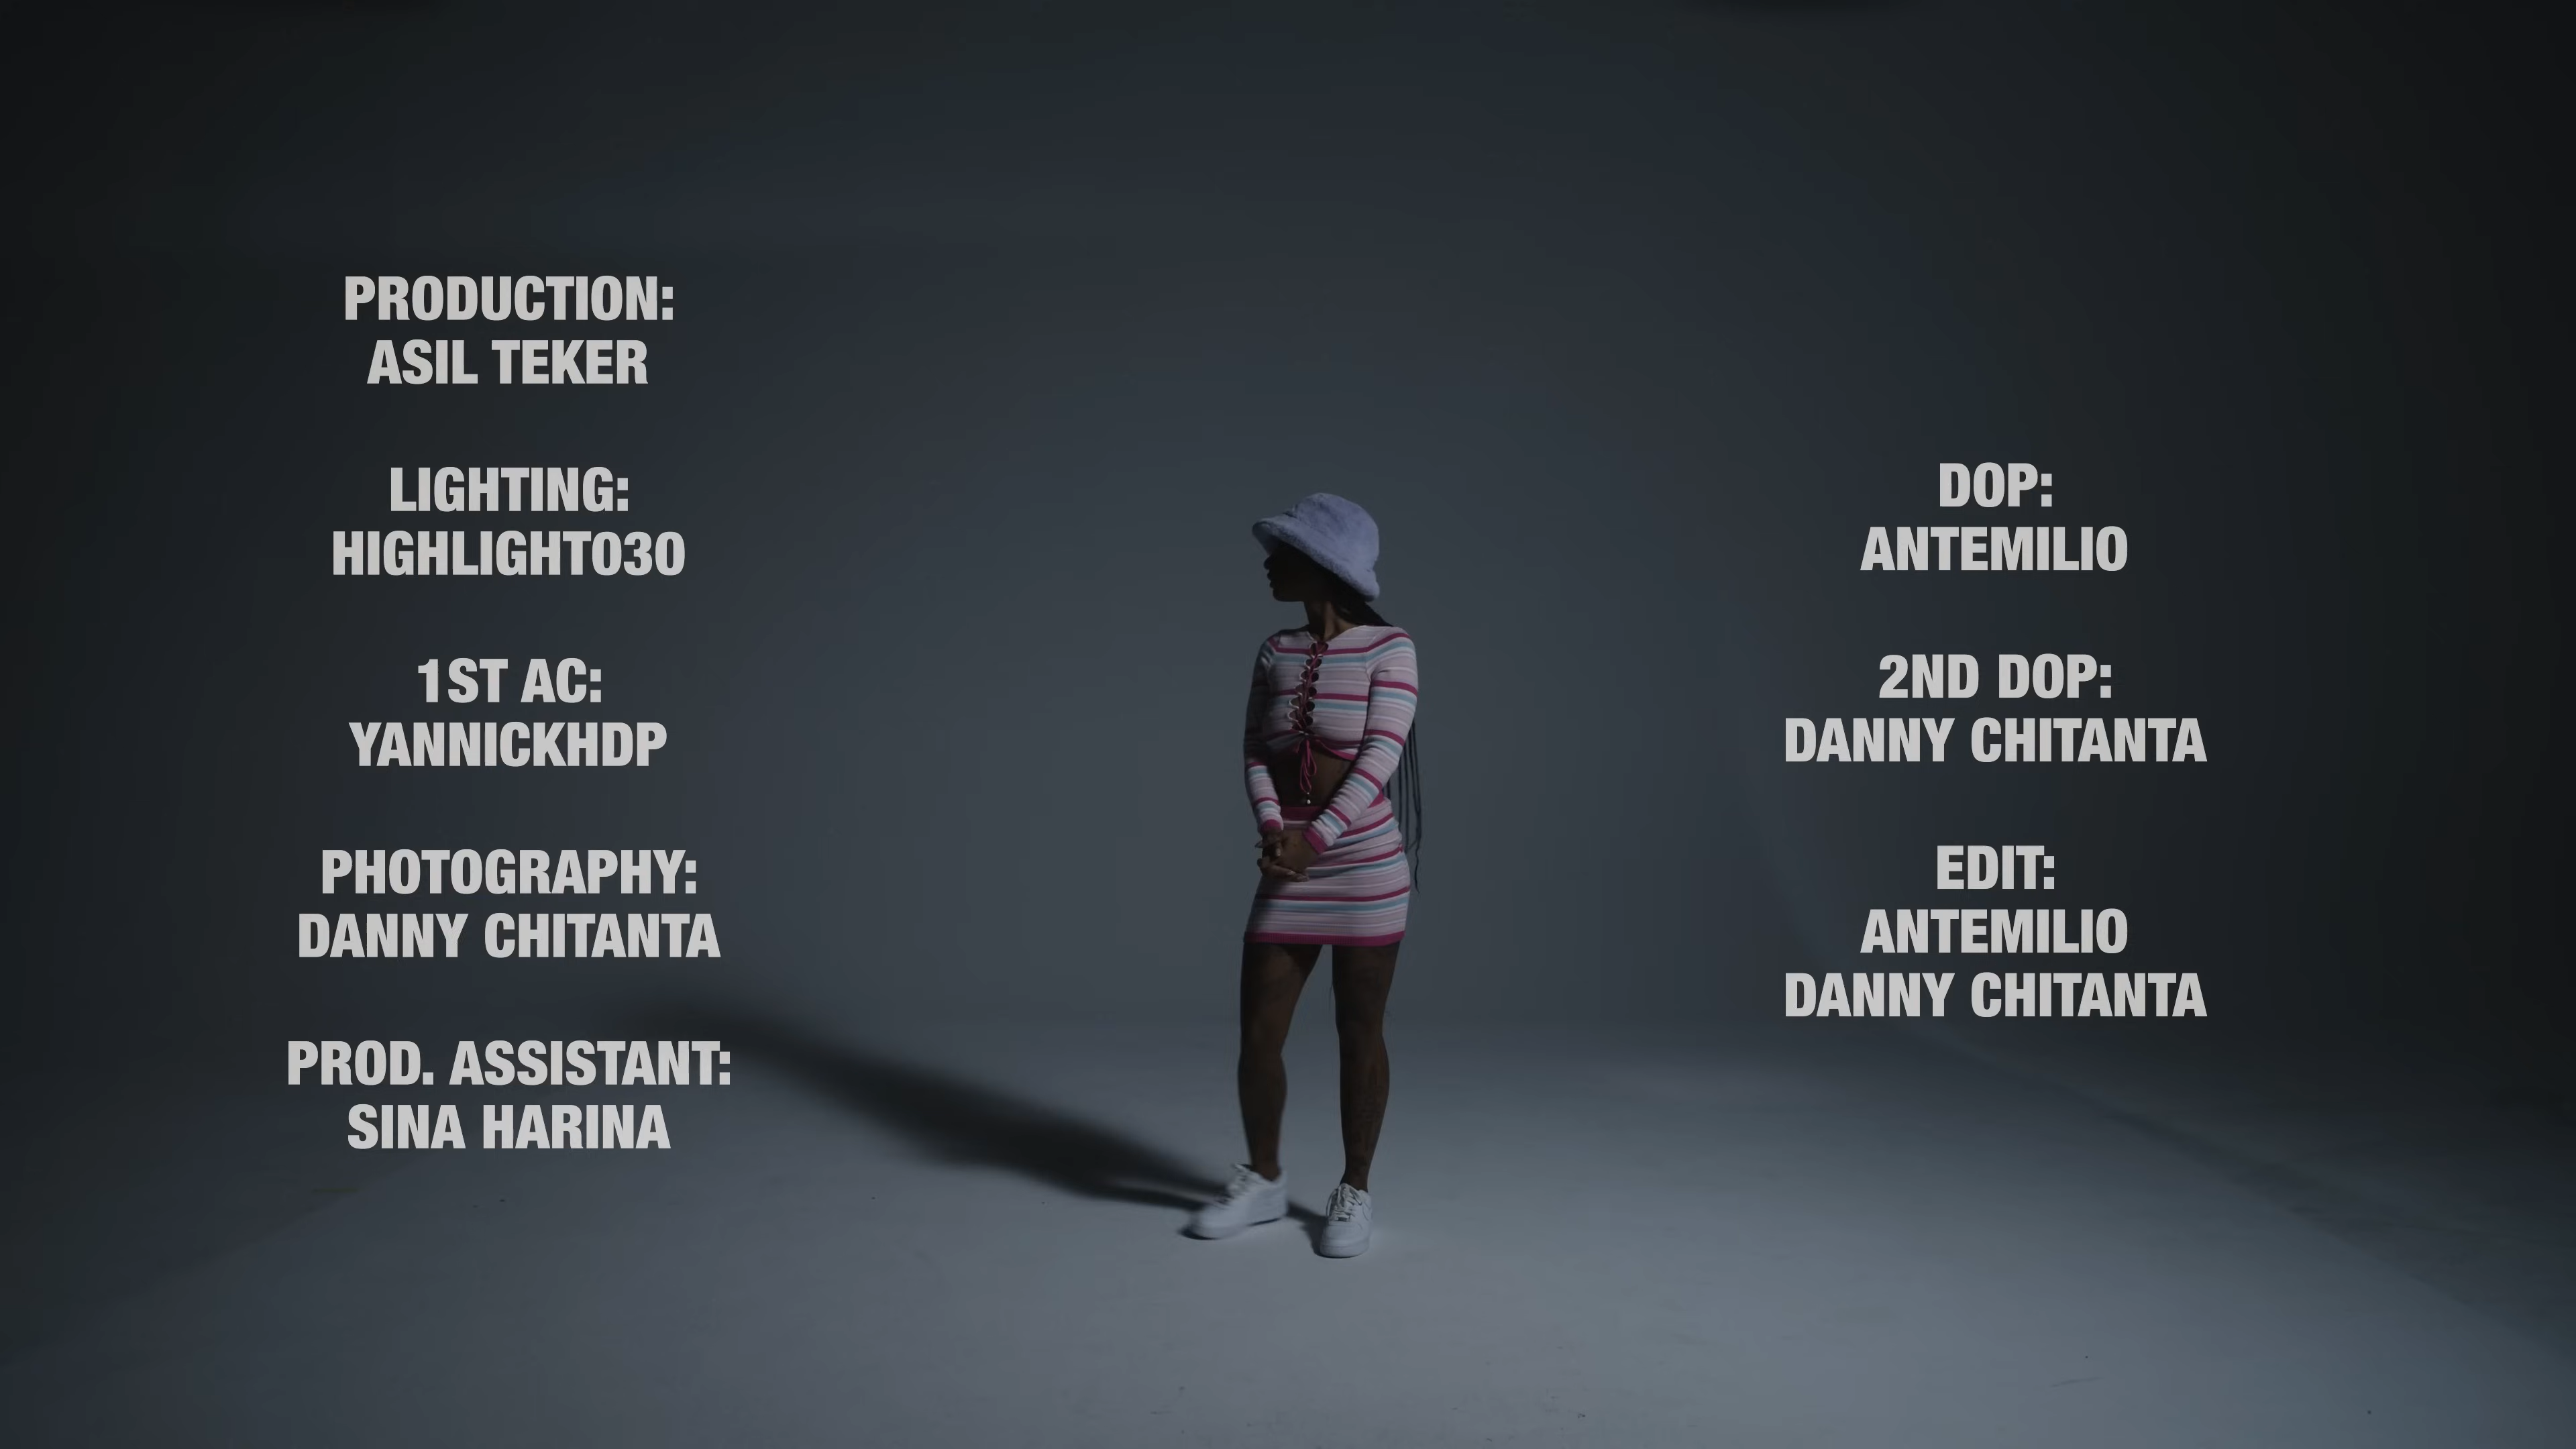 PRODUCTION:
ASIL TEKER
LIGHTING:
HIGHLIGHT030
1ST AC:
YANNICKHDP
PHOTOGRAPHY:
DANNY CHITANTA
PROD. ASSISTANT:
SINA HARINA
DOP:
ANTEMILIO
2ND DOP:
DANNY CHITANTA
EDIT:
ANTEMILIO
DANNY CHITANTA